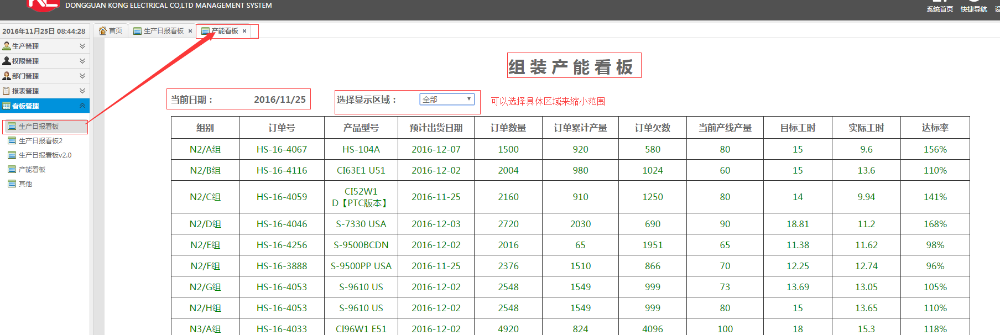 DONGGUAN KONG ELECTRICAL CO,LTD MANAGEMENT SYSTEM
系统首页 快捷导航
2016年11月25日 08:44:28
首页 生产日报看板 产能看板
生产管理
权限管理
部门管理
报表管理
看板管理
生产日报看板
生产日报看板2
生产日报看板v2.0
产能看板
其他
组装产能看板
当前日期： 2016/11/25 选择显示区域： 全部 可以选择具体区域来缩小范围
组别 订单号 产品型号 预计出货日期 订单数量 订单累计产量 订单欠数 当前产线产量 目标工时 实际工时 达标率
N2/A组 HS-16-4067 HS-104A 2016-12-07 1500 920 580 80 15 9.6 156%
N2/B组 HS-16-4116 CI63E1 U51 2016-12-02 2004 980 1024 60 15 13.6 110%
N2/C组 HS-16-4059 CI52W1 D【PTC版本】 2016-11-25 2160 910 1250 80 14 9.94 141%
N2/D组 HS-16-4046 S-7330 USA 2016-12-03 2720 2030 690 90 18.81 11.2 168%
N2/E组 HS-16-4256 S-9500BCDN 2016-12-02 2016 65 1951 65 11.38 11.62 98%
N2/F组 HS-16-3888 S-9500PP USA 2016-11-25 2376 1510 866 70 12.25 12.74 96%
N2/G组 HS-16-4053 S-9610 US 2016-12-02 2548 1549 999 73 13.69 13.05 105%
N2/H组 HS-16-4053 S-9610 US 2016-12-02 2548 1549 999 80 15 13.65 110%
N3/A组 HS-16-4033 CI96W1 E51 2016-12-02 4920 824 4096 100 18 15.3 118%